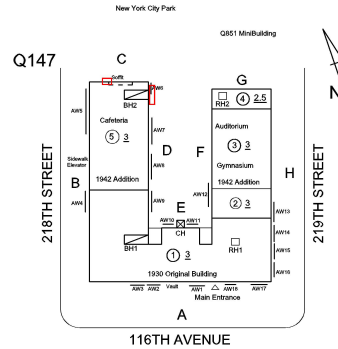 New York City Park
Q851 MiniBuilding
Q147
C
Soffit
AW6
BH2
G
RH2
4 2.5
AW5
Cafeteria
5 3
AW7
Auditorium
3 3
D
F
Sidewalk
Elevator
AW8
Gymnasium
1942 Addition
1942 Addition
H
B
AW4
AW9
AW12
2 3
AW13
E
AW10
AW11
CH
AW14
BH1
RH1
AW15
1 3
1930 Original Building
AW16
AW3
AW2
Vault
AW1
AW18
AW17
Main Entrance
A
218TH STREET
219TH STREET
116TH AVENUE
N